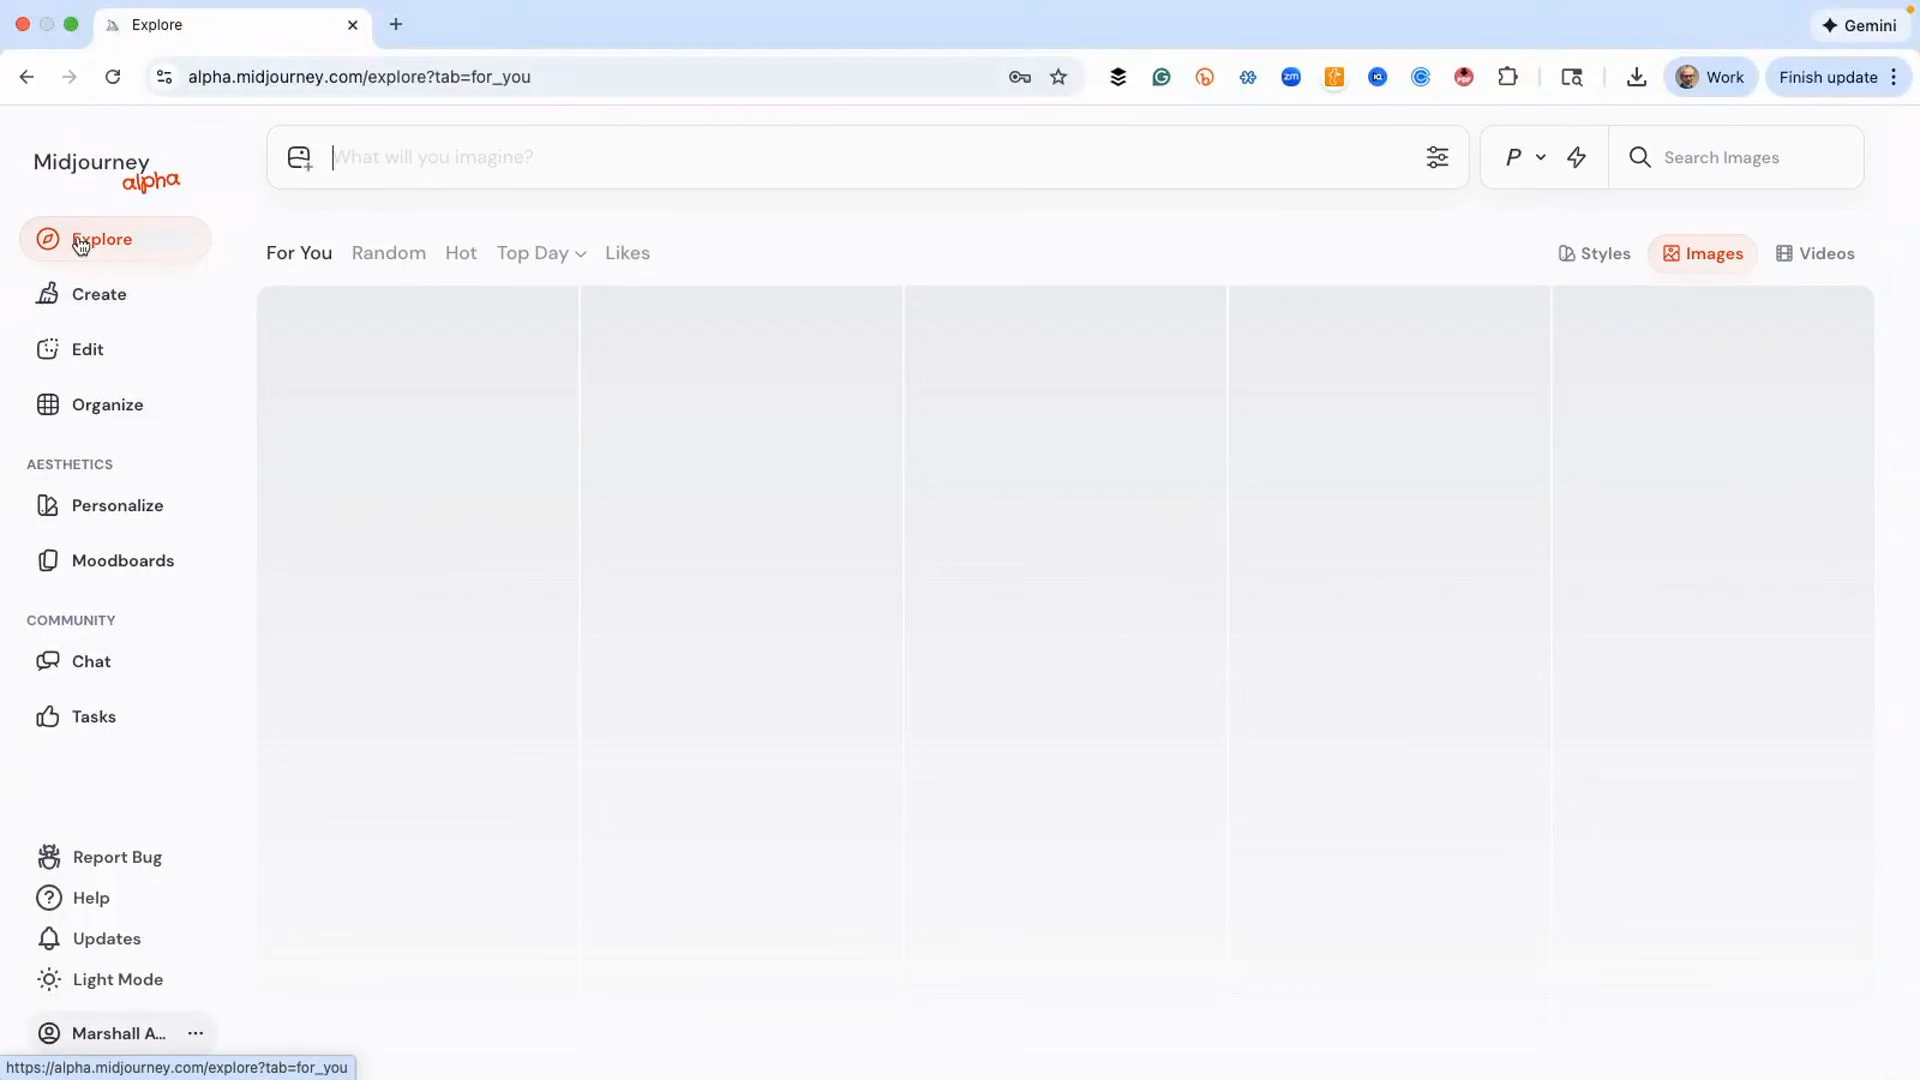 Explore
Gemini
alpha.midjourney.com/explore?tab=for_you
zm
PDF
Work
Finish update
Midjourney
alpha
What will you imagine?
P
Search Images
Explore
Create
Edit
Organize
AESTHETICS
Personalize
Moodboards
COMMUNITY
Chat
Tasks
Report Bug
Help
Updates
Light Mode
Marshall A...
For You Random Hot Top Day Likes
Styles Images Videos
https://alpha.midjourney.com/explore?tab=for_you